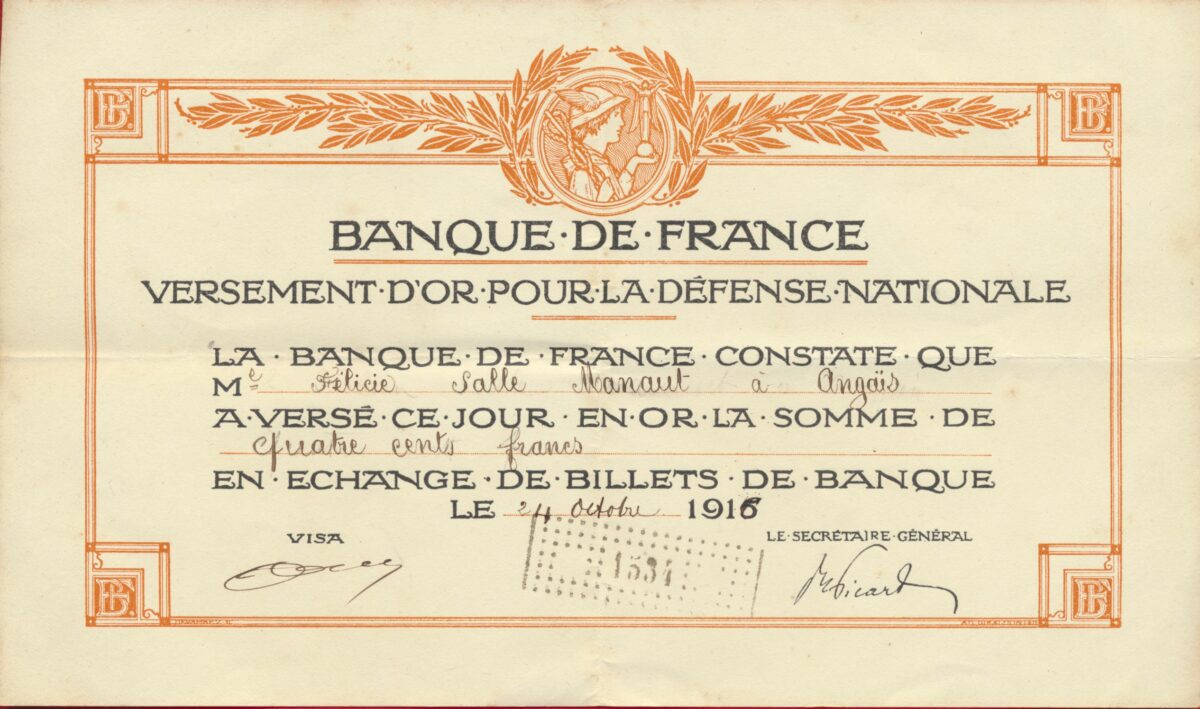 BANQUE·DE·FRANCE
VERSEMENT·D'OR·POUR·LA·DÉFENSE·NATIONALE
LA·BANQUE·DE·FRANCE·CONSTATE·QUE
Me Félicie Salle Manaut à Angaïs
A·VERSÉ·CE·JOUR·EN·OR·LA·SOMME·DE
Quatre cents francs
EN·ECHANGE·DE·BILLETS·DE·BANQUE
LE 24 Octobre 1916
VISA
LE·SECRÉTAIRE·GÉNÉRAL
1534
Picard